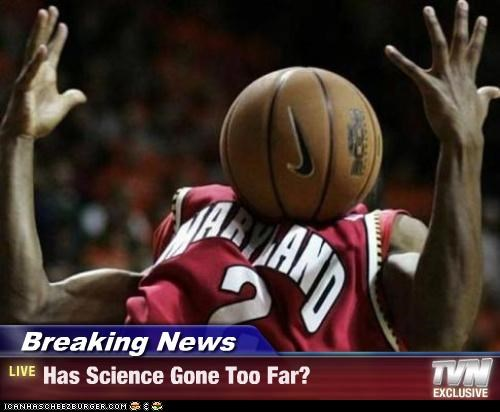 MARYLAND
2
Breaking News
LIVE Has Science Gone Too Far?
TVN
EXCLUSIVE
ICANHASCHEEZBURGER.COM